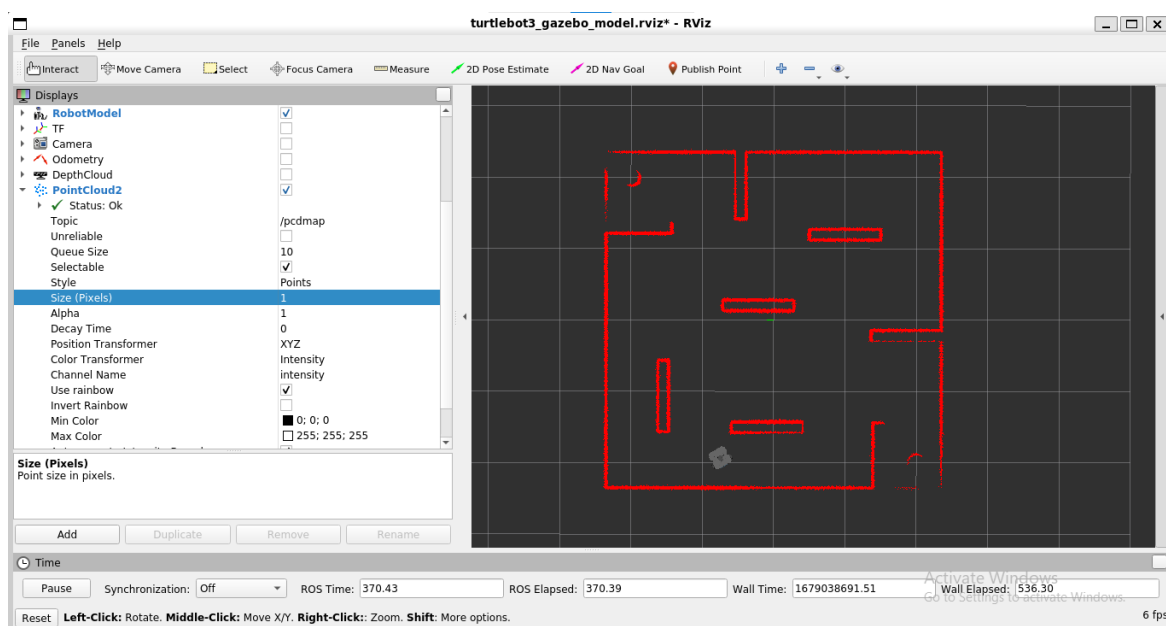 turtlebot3_gazebo_model.rviz* - RViz
File Panels Help
Interact Move Camera Select Focus Camera Measure 2D Pose Estimate 2D Nav Goal Publish Point
Displays
RobotModel
TF
Camera
Odometry
DepthCloud
PointCloud2
Status: Ok
Topic /pcdmap
Unreliable
Queue Size 10
Selectable
Style Points
Size (Pixels) 1
Alpha 1
Decay Time 0
Position Transformer XYZ
Color Transformer Intensity
Channel Name intensity
Use rainbow
Invert Rainbow
Min Color 0; 0; 0
Max Color 255; 255; 255
Size (Pixels)
Point size in pixels.
Add Duplicate Remove Rename
Time
Pause Synchronization: Off ROS Time: 370.43 ROS Elapsed: 370.39 Wall Time: 1679038691.51 Wall Elapsed: 536.30
Activate Windows
Go to Settings to activate Windows.
Reset Left-Click: Rotate. Middle-Click: Move X/Y. Right-Click:: Zoom. Shift: More options. 6 fps